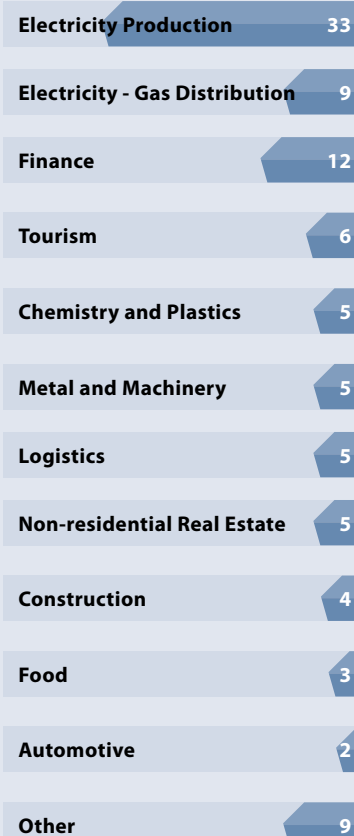 Electricity Production 33
Electricity - Gas Distribution 9
Finance 12
Tourism 6
Chemistry and Plastics 5
Metal and Machinery 5
Logistics 5
Non-residential Real Estate 5
Construction 4
Food 3
Automotive 2
Other 9